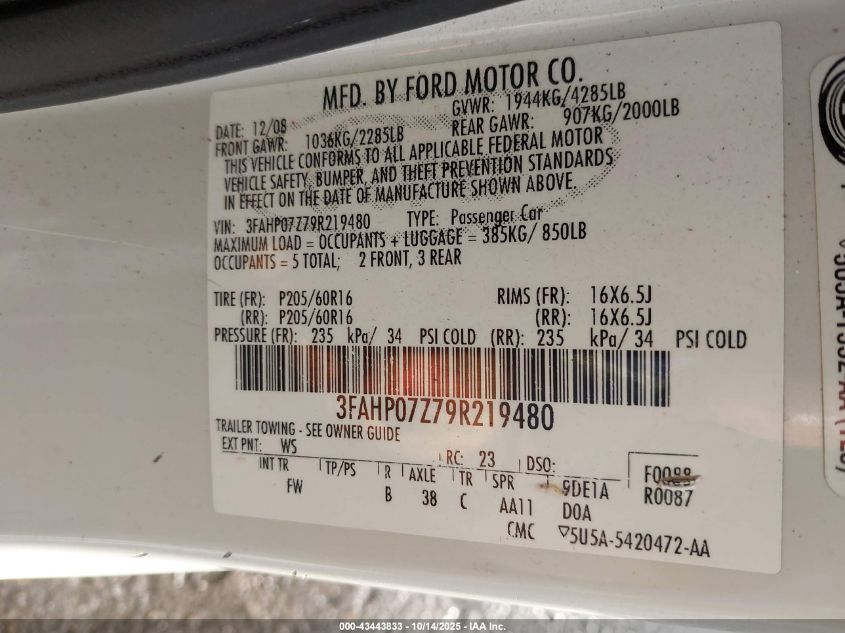 MFD. BY FORD MOTOR CO.
DATE: 12/08 GVWR: 1944KG/4285LB
FRONT GAWR: 1036KG/2285LB REAR GAWR: 907KG/2000LB
THIS VEHICLE CONFORMS TO ALL APPLICABLE FEDERAL MOTOR
VEHICLE SAFETY, BUMPER, AND THEFT PREVENTION STANDARDS
IN EFFECT ON THE DATE OF MANUFACTURE SHOWN ABOVE.
VIN: 3FAHP07Z79R219480 TYPE: Passenger Car
MAXIMUM LOAD = OCCUPANTS + LUGGAGE = 385KG/ 850LB
OCCUPANTS = 5 TOTAL; 2 FRONT, 3 REAR
TIRE (FR): P205/60R16 RIMS (FR): 16X6.5J
(RR): P205/60R16 (RR): 16X6.5J
PRESSURE (FR): 235 kPa/ 34 PSI COLD (RR): 235 kPa/ 34 PSI COLD
3FAHP07Z79R219480
TRAILER TOWING - SEE OWNER GUIDE
EXT PNT: WS RC: 23 DSO:
INT TR TP/PS R AXLE TR SPR 9DE1A F0088
FW B 38 C AA11 D0A R0087
CMC ▽5U5A-5420472-AA
000-43443833 - 10/14/2025 - IAA Inc.